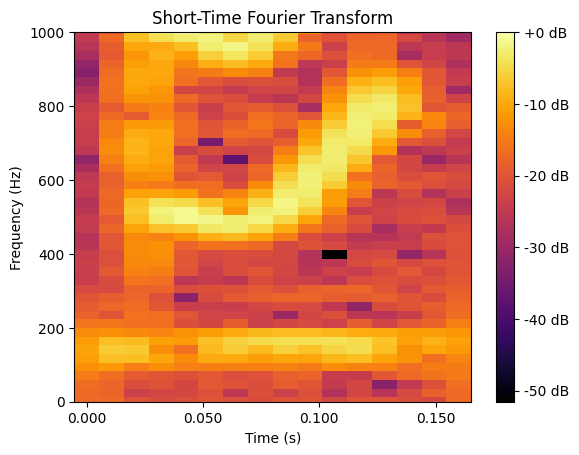 Short-Time Fourier Transform
1000
800
600
400
200
0
Frequency (Hz)
0.000
0.050
0.100
0.150
Time (s)
+0 dB
-10 dB
-20 dB
-30 dB
-40 dB
-50 dB